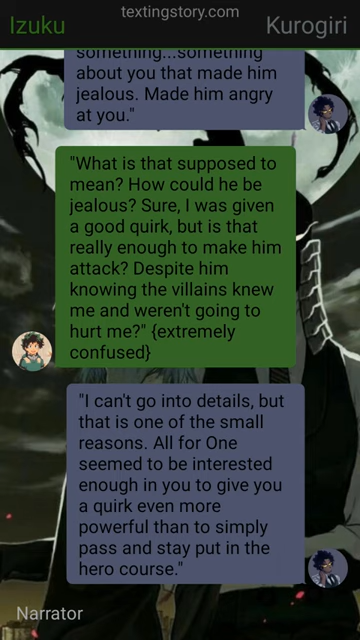 textingstory.com
Izuku
Kurogiri
something...something
about you that made him
jealous. Made him angry
at you."
"What is that supposed to
mean? How could he be
jealous? Sure, I was given
a good quirk, but is that
really enough to make him
attack? Despite him
knowing the villains knew
me and weren't going to
hurt me?" {extremely
confused}
"I can't go into details, but
that is one of the small
reasons. All for One
seemed to be interested
enough in you to give you
a quirk even more
powerful than to simply
pass and stay put in the
hero course."
Narrator